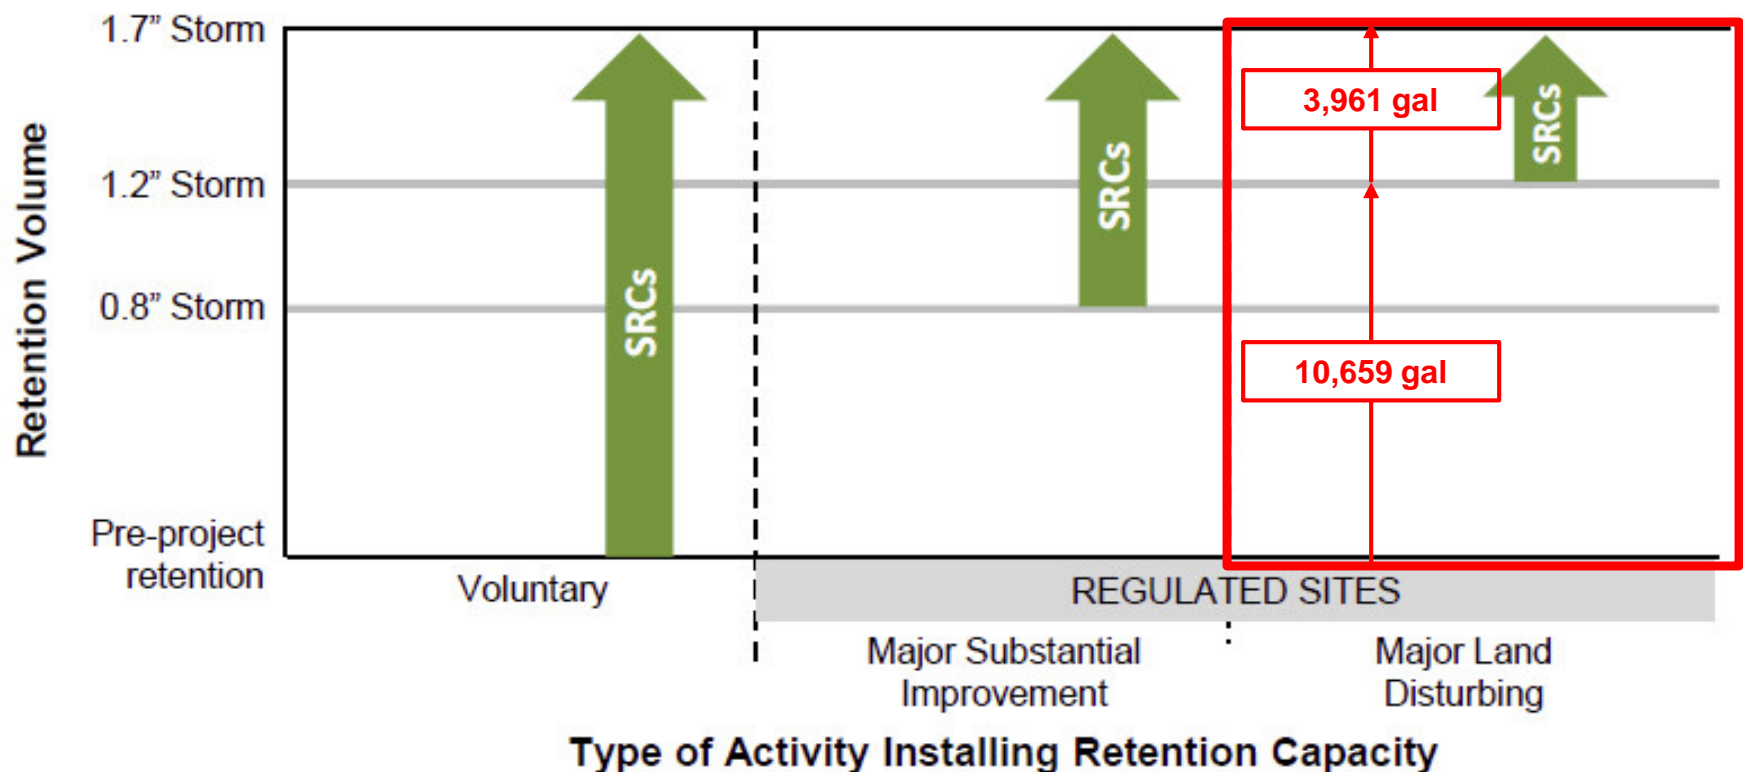 1.7” Storm
3,961 gal
SRCs
1.2” Storm
SRCs
Retention Volume
0.8” Storm
SRCs
10,659 gal
Pre-project
retention
Voluntary
REGULATED SITES
Major Substantial
Improvement
Major Land
Disturbing
Type of Activity Installing Retention Capacity